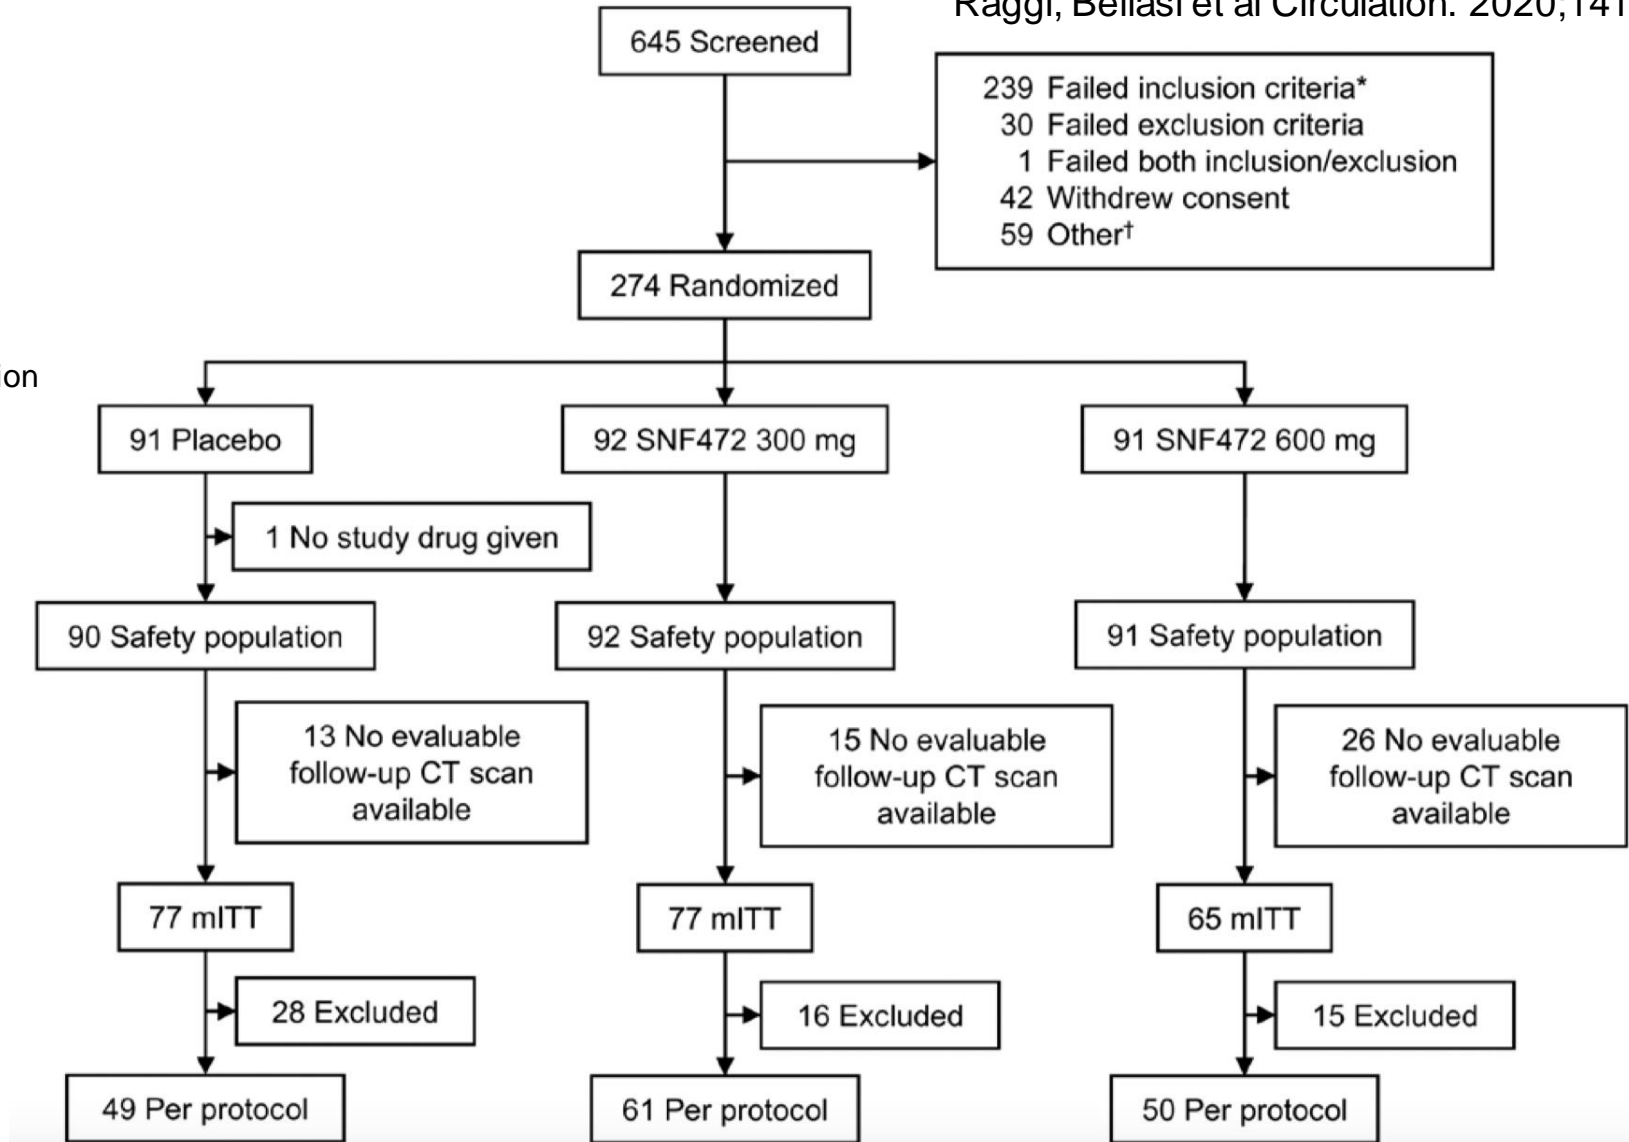 Raggi, Bellasi et al Circulation. 2020;141
645 Screened
239 Failed inclusion criteria*
30 Failed exclusion criteria
1 Failed both inclusion/exclusion
42 Withdrew consent
59 Other†
274 Randomized
ion
91 Placebo
92 SNF472 300 mg
91 SNF472 600 mg
1 No study drug given
90 Safety population
92 Safety population
91 Safety population
13 No evaluable
follow-up CT scan
available
15 No evaluable
follow-up CT scan
available
26 No evaluable
follow-up CT scan
available
77 mITT
77 mITT
65 mITT
28 Excluded
16 Excluded
15 Excluded
49 Per protocol
61 Per protocol
50 Per protocol